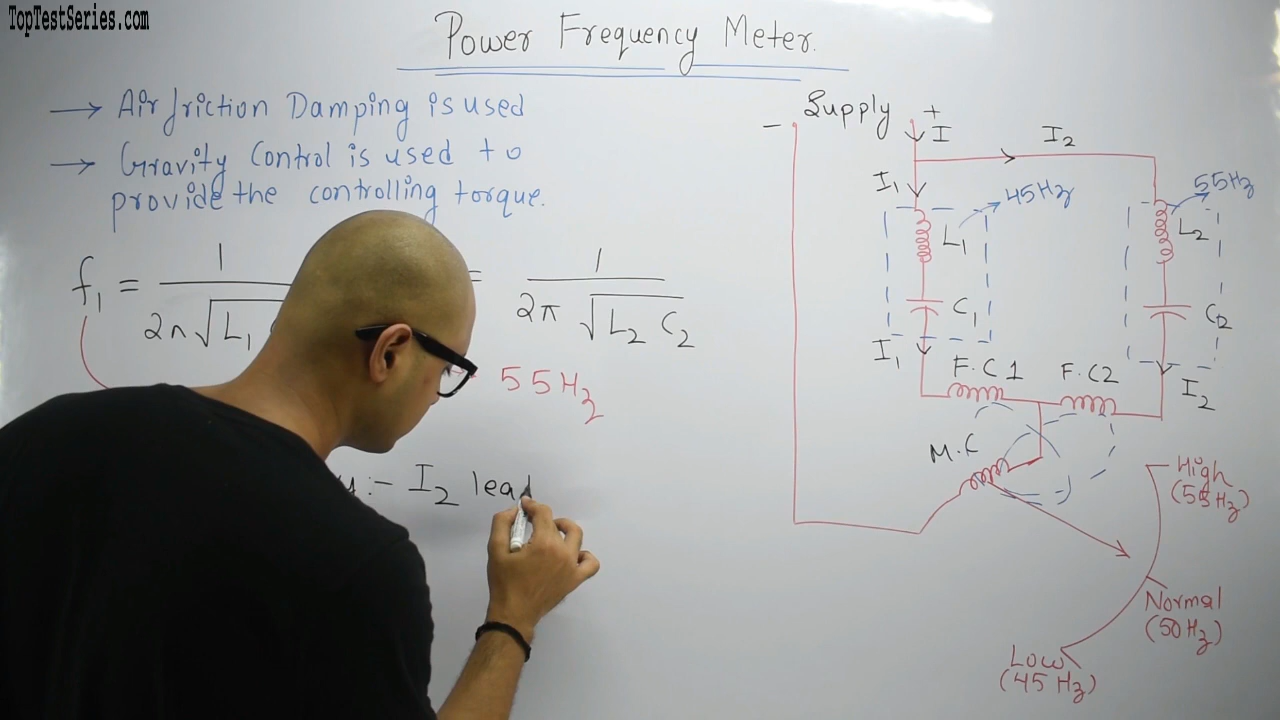 TopTestSeries.com
Power Frequency Meter.
→ Air friction Damping is used
→ Gravity Control is used to
provide the controlling torque.
f1 = 1 / 2π√L1
= 1 / 2π √L2 C2
55Hz
:- I2 lead
Supply
+
-
I
I2
I1
45Hz
55Hz
L1
L2
C1
C2
I1
I2
F.C1
F.C2
M.C
High
(55Hz)
Normal
(50Hz)
Low
(45Hz)